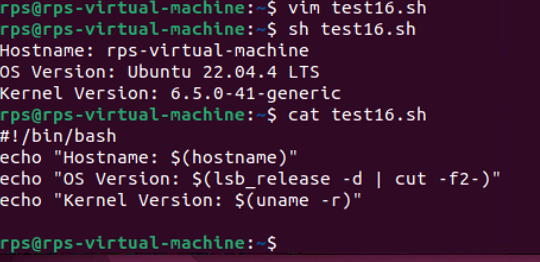 rps@rps-virtual-machine:~$ vim test16.sh
rps@rps-virtual-machine:~$ sh test16.sh
Hostname: rps-virtual-machine
OS Version: Ubuntu 22.04.4 LTS
Kernel Version: 6.5.0-41-generic
rps@rps-virtual-machine:~$ cat test16.sh
#!/bin/bash
echo "Hostname: $(hostname)"
echo "OS Version: $(lsb_release -d | cut -f2-)"
echo "Kernel Version: $(uname -r)"
rps@rps-virtual-machine:~$